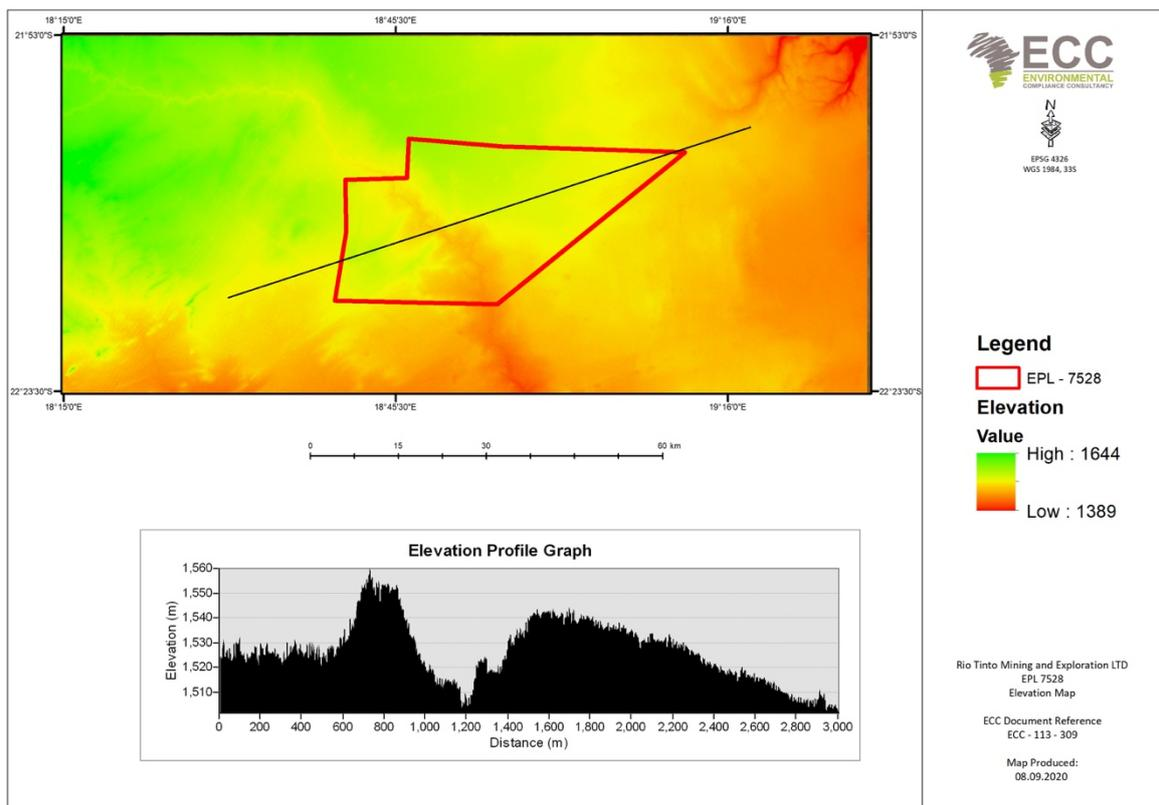 18°15'0"E
18°45'30"E
19°16'0"E
21°53'0"S
21°53'0"S
22°23'30"S
22°23'30"S
18°15'0"E
18°45'30"E
19°16'0"E
0 15 30 60 km
Elevation Profile Graph
Elevation (m)
1,560
1,550
1,540
1,530
1,520
1,510
0 200 400 600 800 1,000 1,200 1,400 1,600 1,800 2,000 2,200 2,400 2,600 2,800 3,000
Distance (m)
ECC
ENVIRONMENTAL
COMPLIANCE CONSULTANCY
N
EPSG 4326
WGS 1984, 33S
Legend
EPL - 7528
Elevation
Value
High : 1644
Low : 1389
Rio Tinto Mining and Exploration LTD
EPL 7528
Elevation Map
ECC Document Reference
ECC - 113 - 309
Map Produced:
08.09.2020